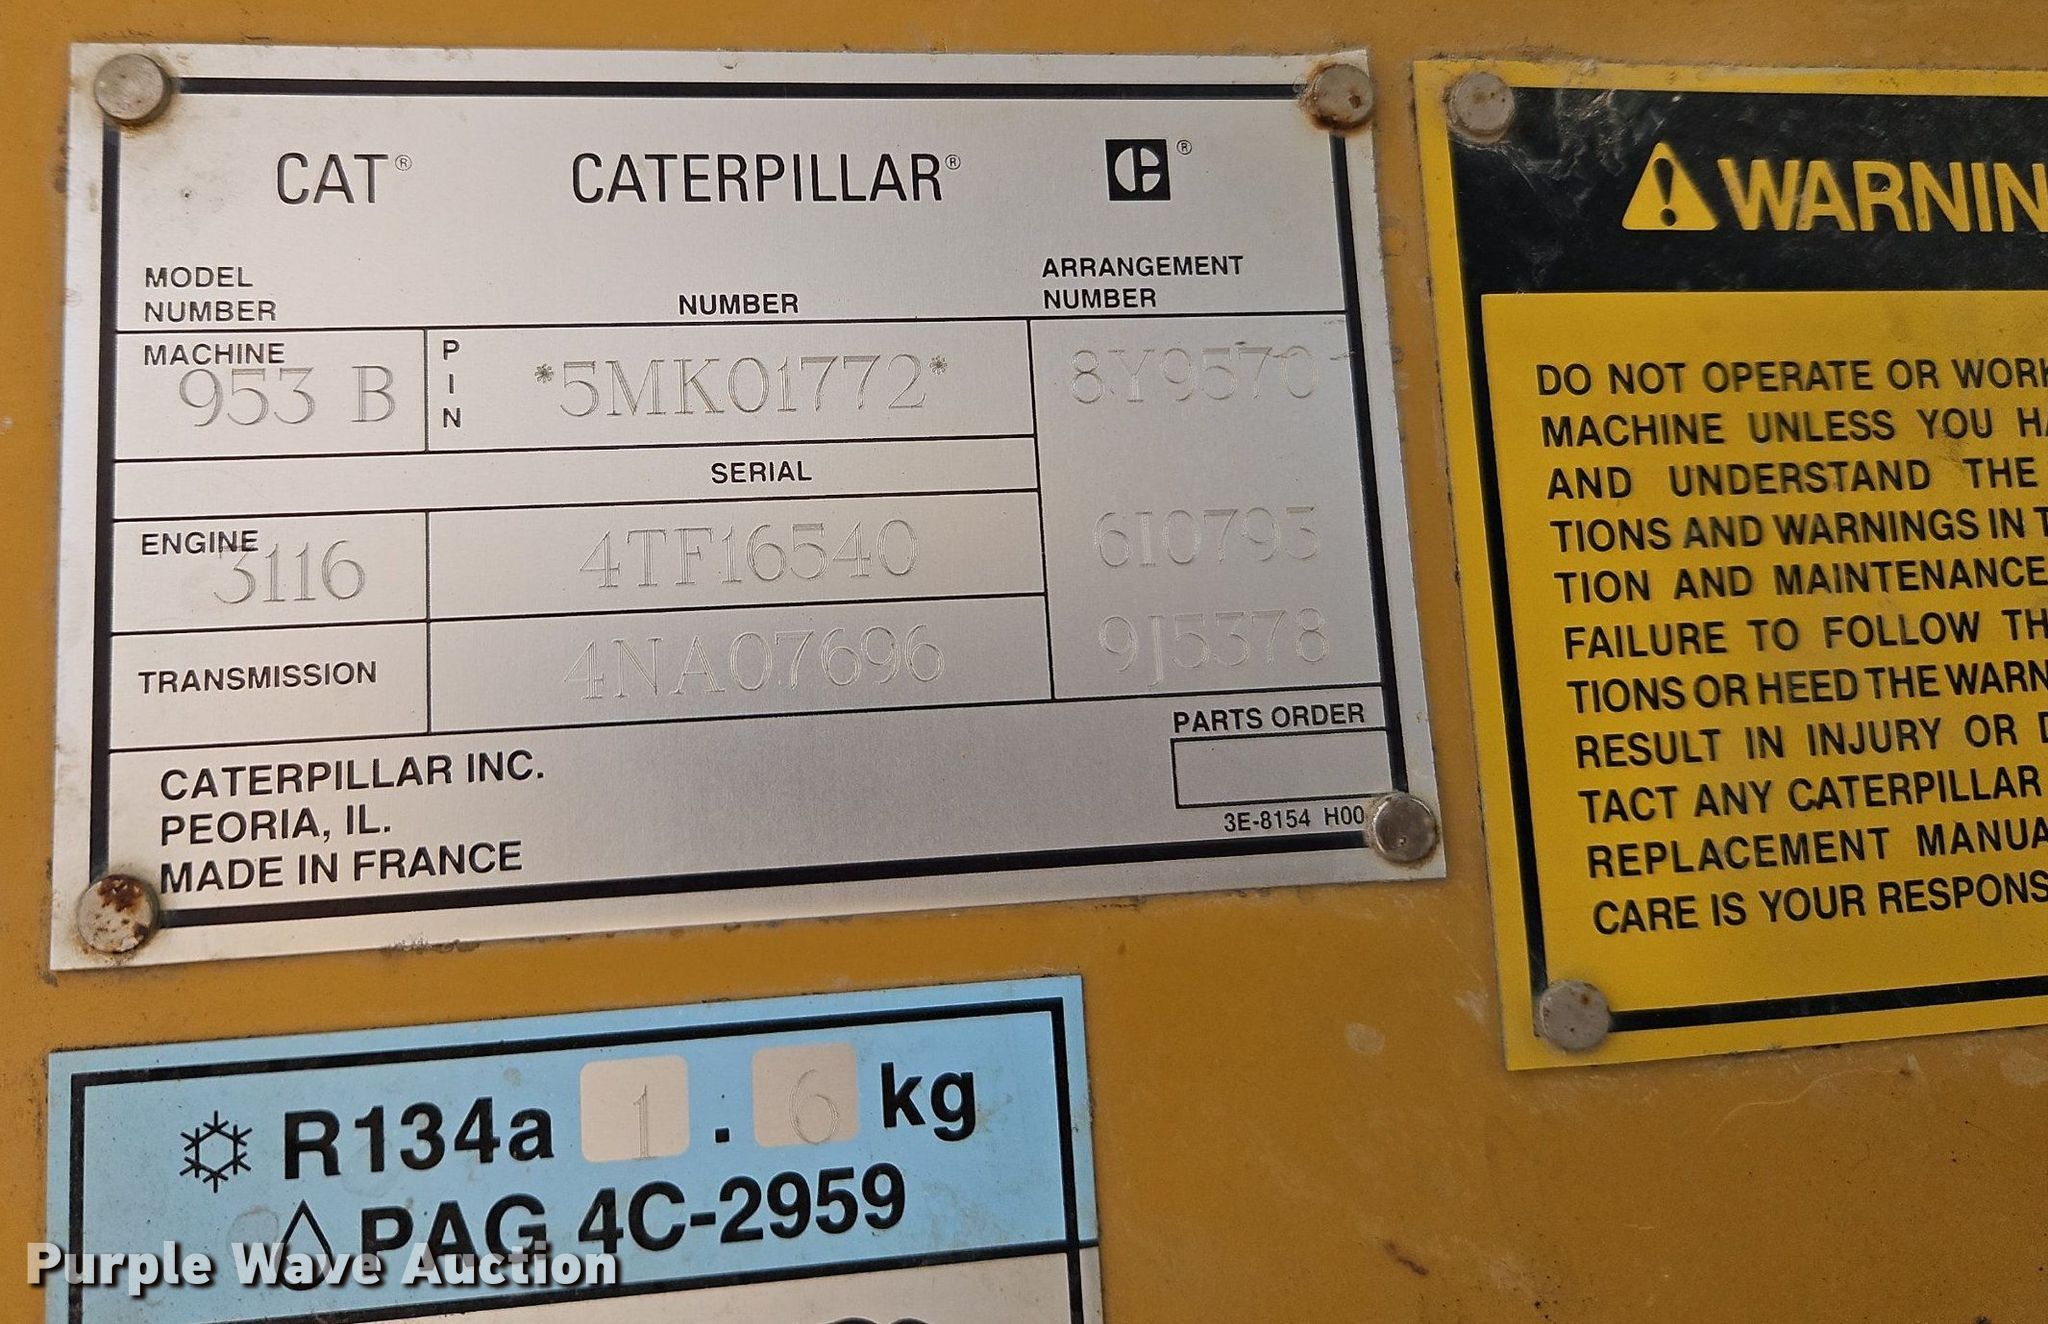 CAT® CATERPILLAR® C®
MODEL NUMBER
NUMBER
ARRANGEMENT NUMBER
MACHINE
953 B
PIN
*5MK01772*
8Y9570
SERIAL
ENGINE
3116
4TF16540
6I0793
TRANSMISSION
4NA07696
9J5378
CATERPILLAR INC.
PEORIA, IL.
MADE IN FRANCE
PARTS ORDER
3E-8154 H00
WARNIN
DO NOT OPERATE OR WORK
MACHINE UNLESS YOU HA
AND UNDERSTAND THE
TIONS AND WARNINGS IN T
TION AND MAINTENANCE
FAILURE TO FOLLOW TH
TIONS OR HEED THE WARN
RESULT IN INJURY OR D
TACT ANY CATERPILLAR
REPLACEMENT MANUA
CARE IS YOUR RESPONS
R134a 1.6 kg
PAG 4C-2959
Purple Wave Auction